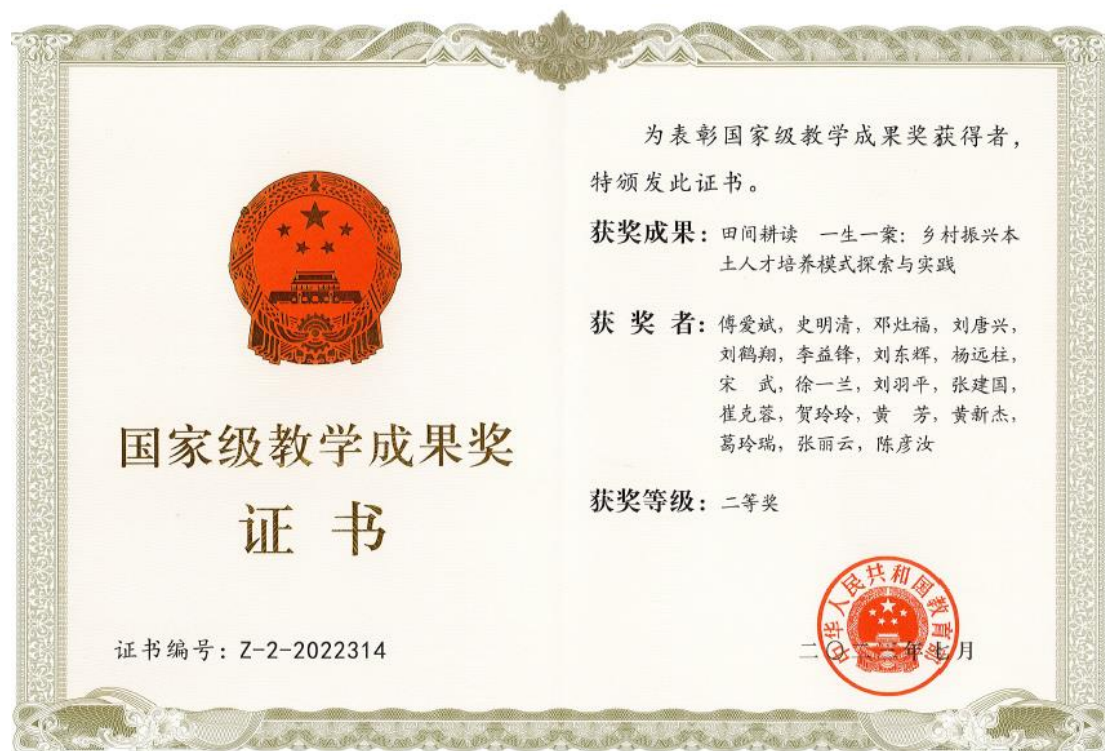 国家级教学成果奖
证书
证书编号：Z-2-2022314
为表彰国家级教学成果奖获得者，
特颁发此证书。
获奖成果：田间耕读 一生一案：乡村振兴本
土人才培养模式探索与实践
获奖者：傅爱斌，史明清，邓灶福，刘唐兴，
刘鹤翔，李益锋，刘东辉，杨远柱，
宋武，徐一兰，刘羽平，张建国，
崔克蓉，贺玲玲，黄芳，黄新杰，
葛玲瑞，张丽云，陈彦汝
获奖等级：二等奖
中华人民共和国教育部
年七月